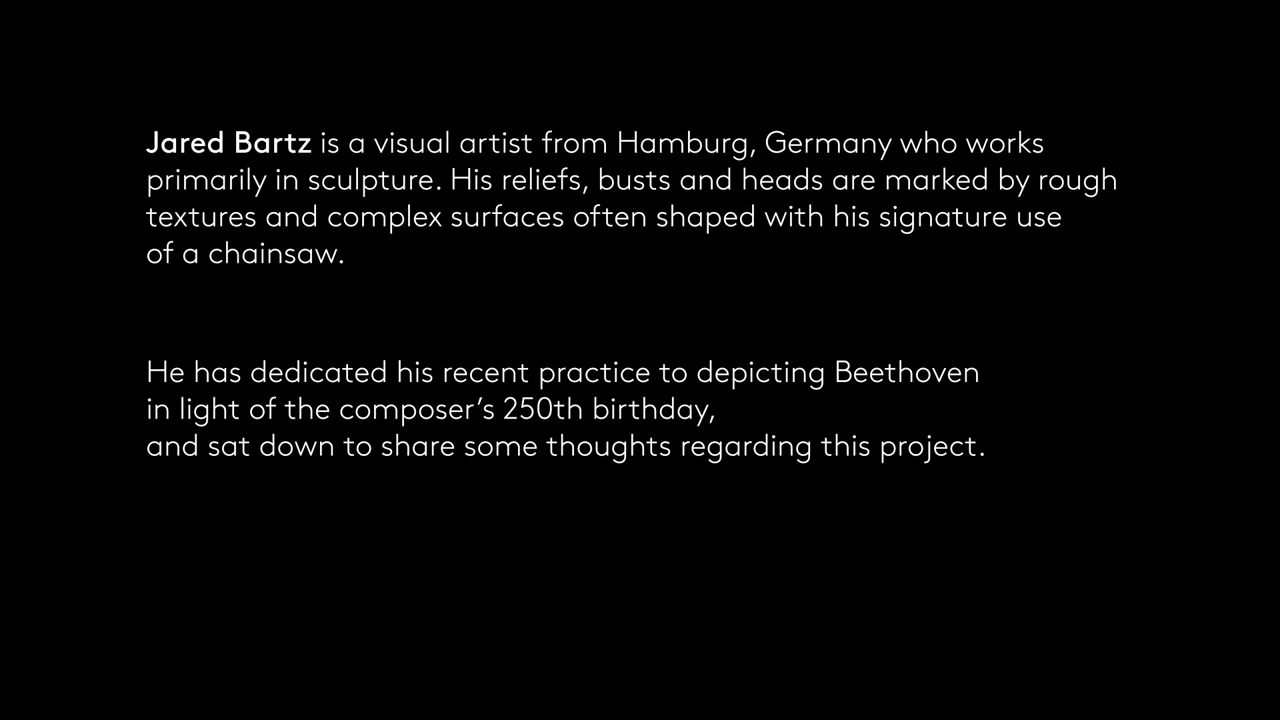 Jared Bartz is a visual artist from Hamburg, Germany who works
primarily in sculpture. His reliefs, busts and heads are marked by rough
textures and complex surfaces often shaped with his signature use
of a chainsaw.
He has dedicated his recent practice to depicting Beethoven
in light of the composer’s 250th birthday,
and sat down to share some thoughts regarding this project.